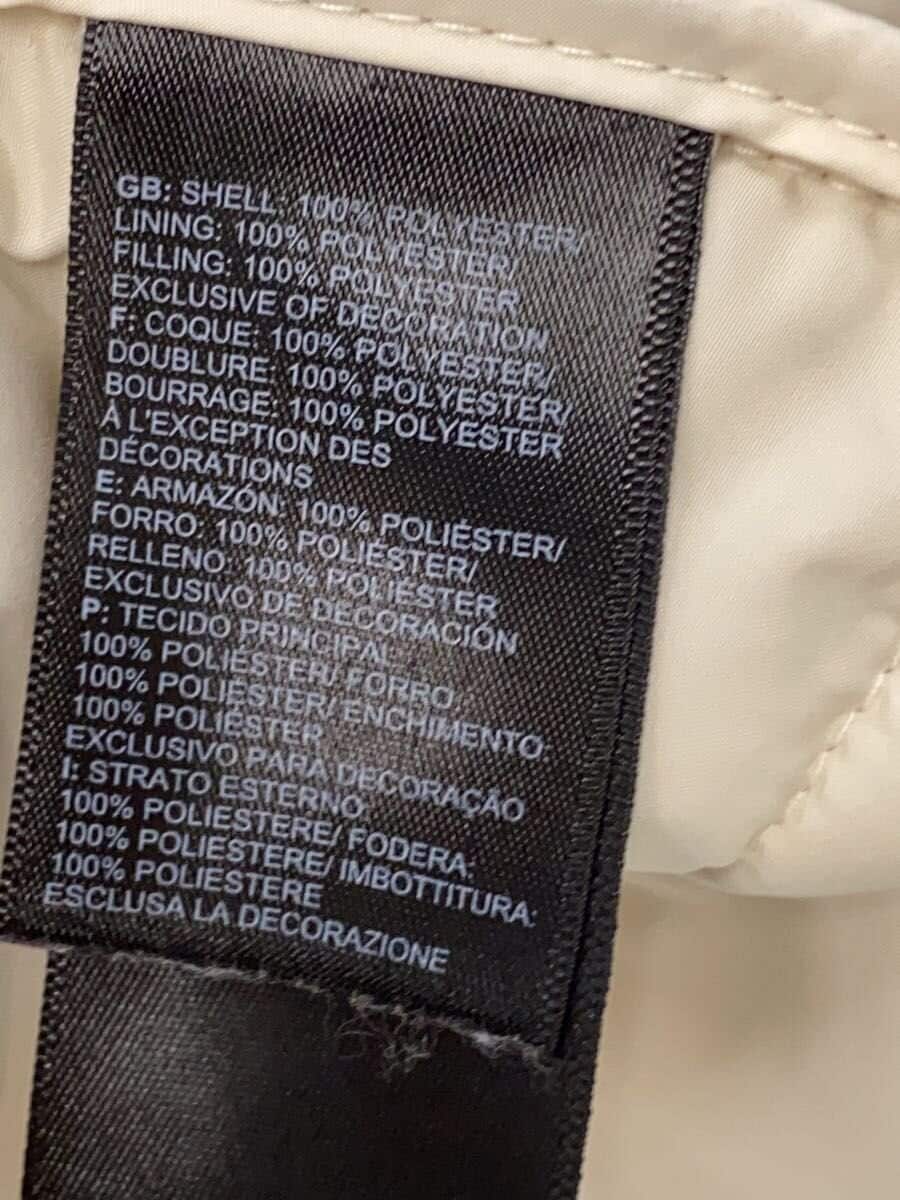 GB: SHELL: 100% POLYESTER/
LINING: 100% POLYESTER/
FILLING: 100% POLYESTER
EXCLUSIVE OF DECORATION
F: COQUE: 100% POLYESTER/
DOUBLURE: 100% POLYESTER/
BOURRAGE: 100% POLYESTER
À L'EXCEPTION DES
DÉCORATIONS
E: ARMAZÓN: 100% POLIÉSTER/
FORRO: 100% POLIÉSTER/
RELLENO: 100% POLIÉSTER
EXCLUSIVO DE DECORACIÓN
P: TECIDO PRINCIPAL:
100% POLIÉSTER/ FORRO:
100% POLIÉSTER/ ENCHIMENTO:
100% POLIÉSTER
EXCLUSIVO PARA DECORAÇÃO
I: STRATO ESTERNO:
100% POLIESTERE/ FODERA:
100% POLIESTERE/ IMBOTTITURA:
100% POLIESTERE
ESCLUSA LA DECORAZIONE